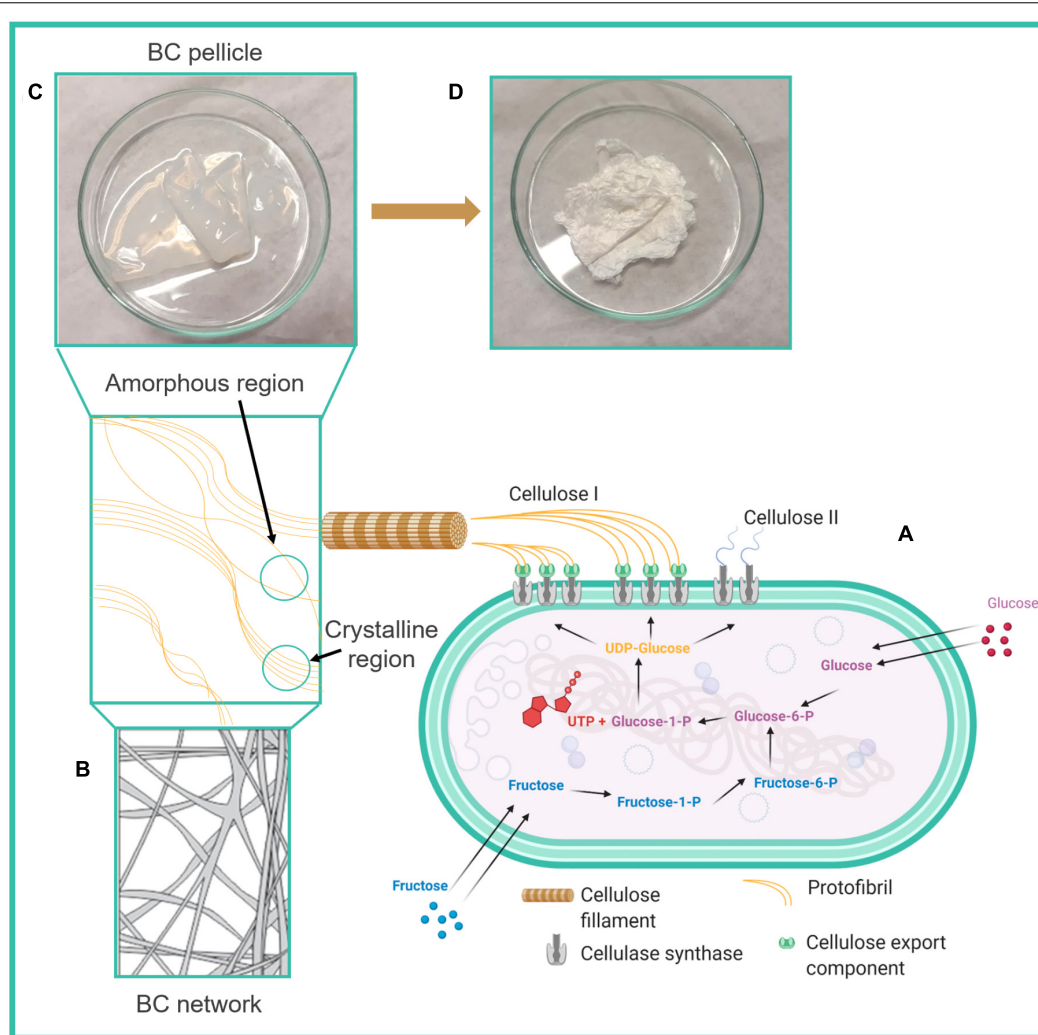 BC pellicle
C
D
Amorphous region
Cellulose I
Cellulose II
A
Glucose
Crystalline
region
UDP-Glucose
Glucose
UTP + Glucose-1-P
Glucose-6-P
B
Fructose
Fructose-1-P
Fructose-6-P
Fructose
Cellulose
fillament
Protofibril
Cellulase synthase
Cellulose export
component
BC network